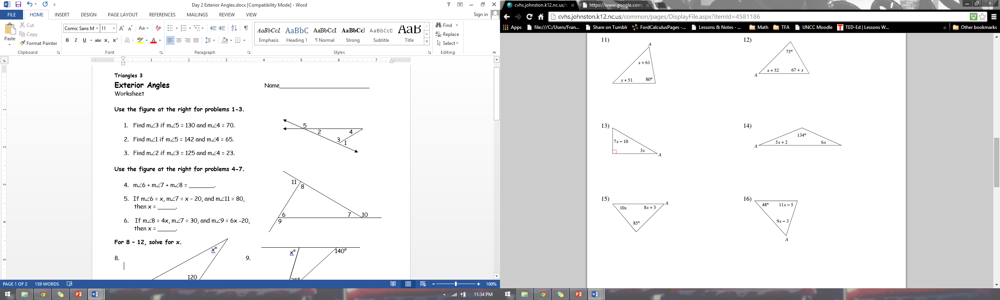 Day 2 Exterior Angles.docx [Compatibility Mode] - Word
FILE HOME INSERT DESIGN PAGE LAYOUT REFERENCES MAILINGS REVIEW VIEW Sign in
Paste
Cut
Copy
Format Painter
Clipboard
Comic Sans M 11
Font
Paragraph
AaBbCcI AaBbC AaBbCcI AaBbCcI AaBbCcD AaB
Emphasis Heading 1 ¶ Normal Strong Subtitle Title
Styles
Find
Replace
Select
Editing
1 2 3 4 5 6 7
Triangles 3
Exterior Angles
Name
Worksheet
Use the figure at the right for problems 1-3.
1. Find m∠3 if m∠5 = 130 and m∠4 = 70.
2. Find m∠1 if m∠5 = 142 and m∠4 = 65.
3. Find m∠2 if m∠3 = 125 and m∠4 = 23.
5
2
4
3
1
Use the figure at the right for problems 4-7.
4. m∠6 + m∠7 + m∠8 = ________.
5. If m∠6 = x, m∠7 = x – 20, and m∠11 = 80,
then x = ______.
6. If m∠8 = 4x, m∠7 = 30, and m∠9 = 6x -20,
then x = ______.
11
8
6
7
10
9
For 8 – 12, solve for x.
8.
x°
120
9.
x°
140°
PAGE 1 OF 2 159 WORDS 100%
11:34 PM
cvhs.johnston.k12.nc.us/c
https://www.google.com/
cvhs.johnston.k12.nc.us/common/pages/DisplayFile.aspx?itemId=4581186
Apps file:///C:/Users/Fran... Share on Tumblr FordCalculusPages -... Lessons & Notes - ... Math TFA UNCC Moodle TED-Ed | Lessons W... » Other bookmarks
11)
A
x + 61
x + 51
80°
12)
75°
x + 52
67 + x
A
13)
7x − 10
3x
A
14)
134°
5x + 2
6x
A
15)
A
10x
8x + 5
85°
16)
48°
11x − 5
9x − 3
A